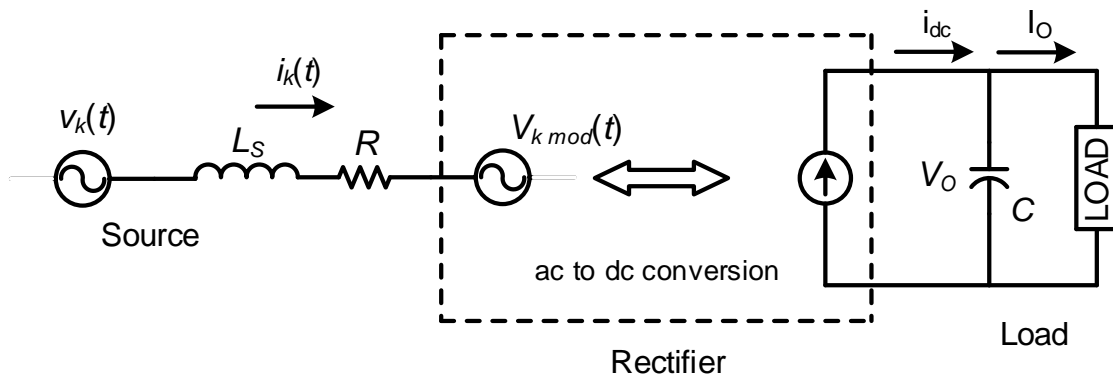 v_k(t)
i_k(t)
L_S
R
V_k mod(t)
Source
ac to dc conversion
Rectifier
i_dc
I_O
V_O
C
LOAD
Load